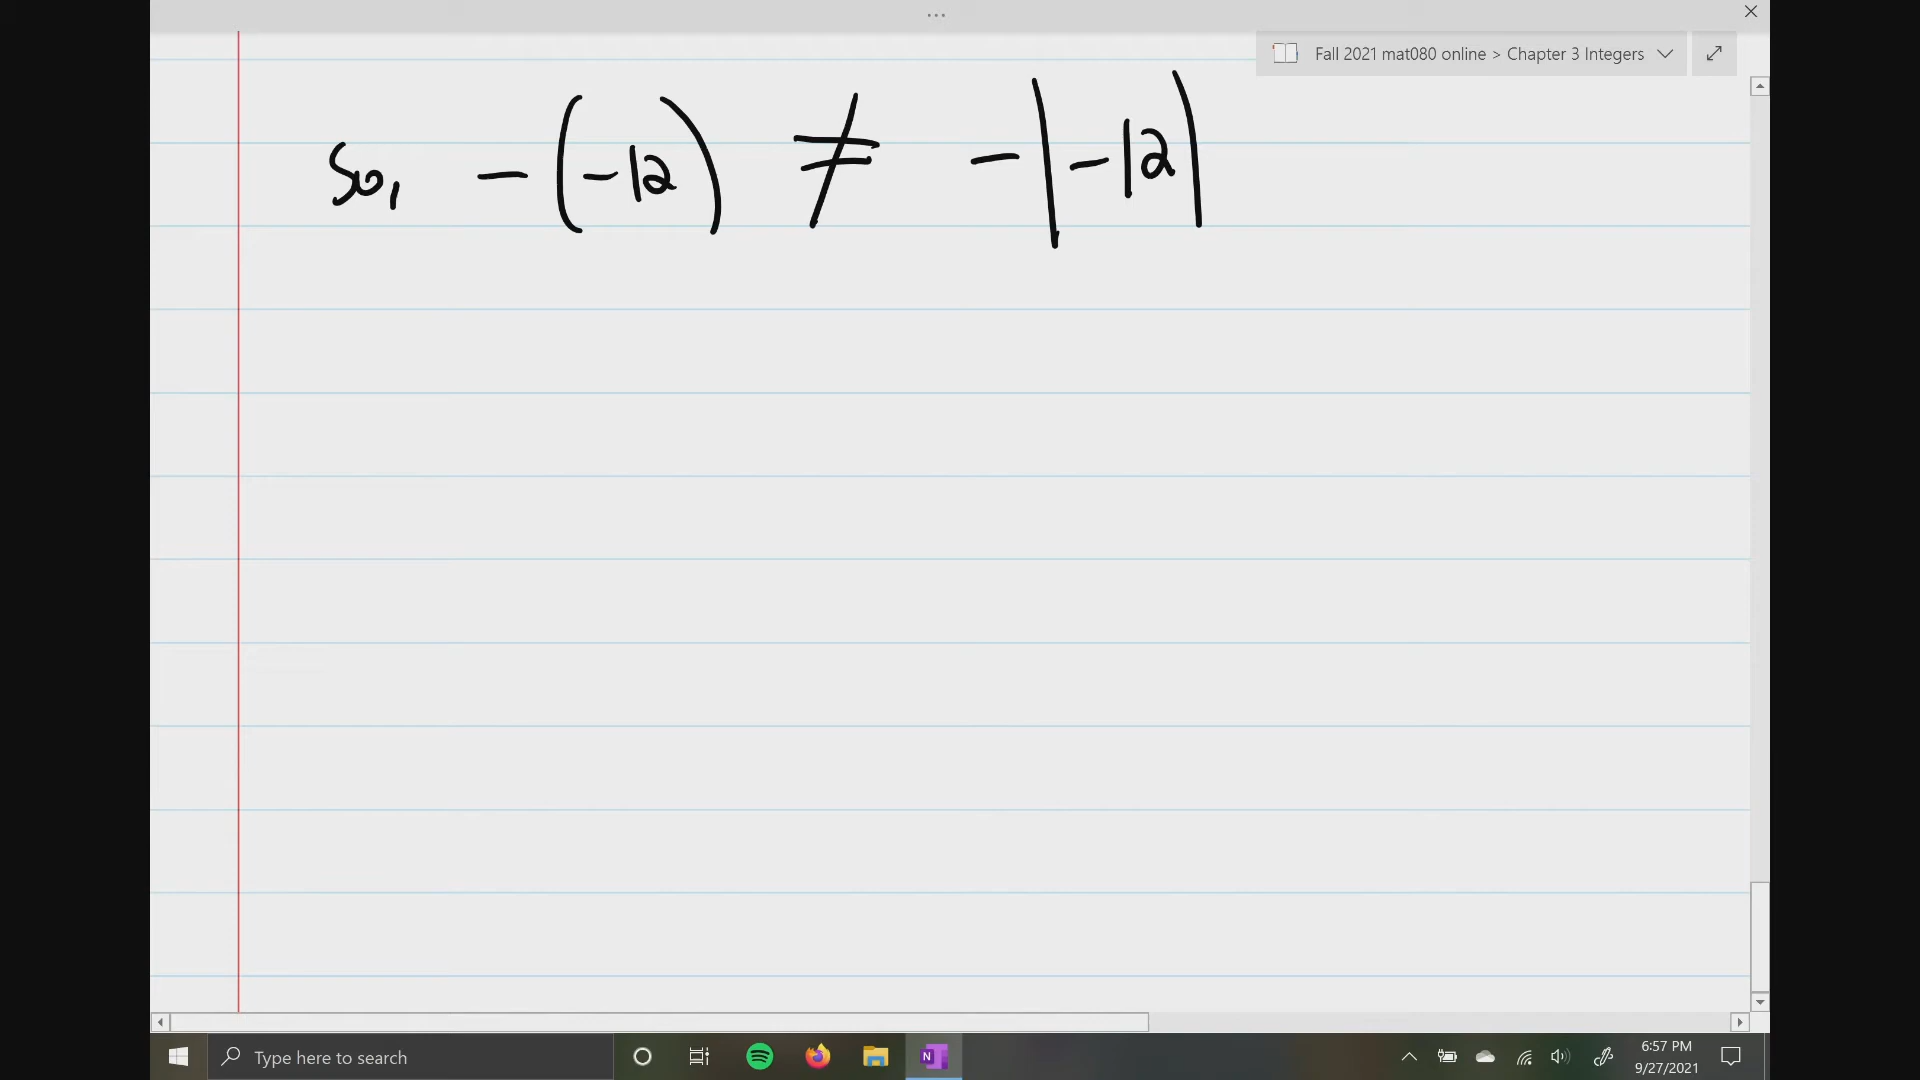 ...
Fall 2021 mat080 online > Chapter 3 Integers
So, -(-12) ≠ -|-12|
Type here to search
N
6:57 PM
9/27/2021